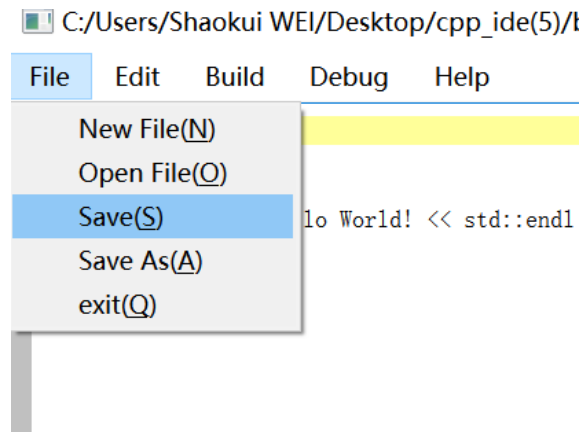 C:/Users/Shaokui WEI/Desktop/cpp_ide(5)/
File Edit Build Debug Help
New File(N)
Open File(O)
Save(S)
lo World! << std::endl
Save As(A)
exit(Q)